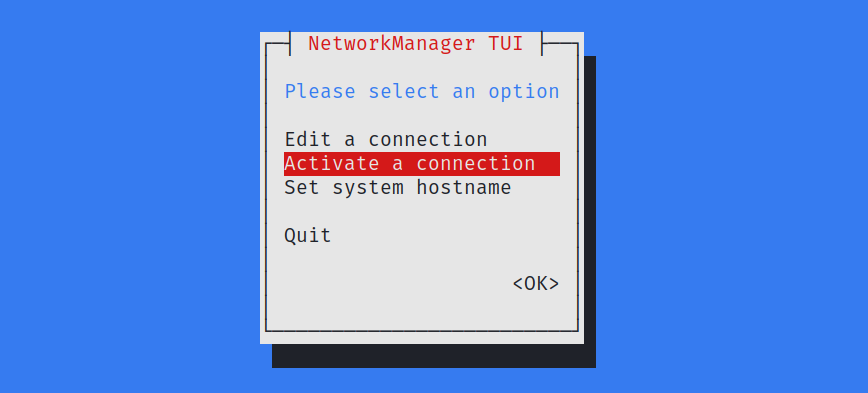 NetworkManager TUI
Please select an option
Edit a connection
Activate a connection
Set system hostname
Quit
<OK>